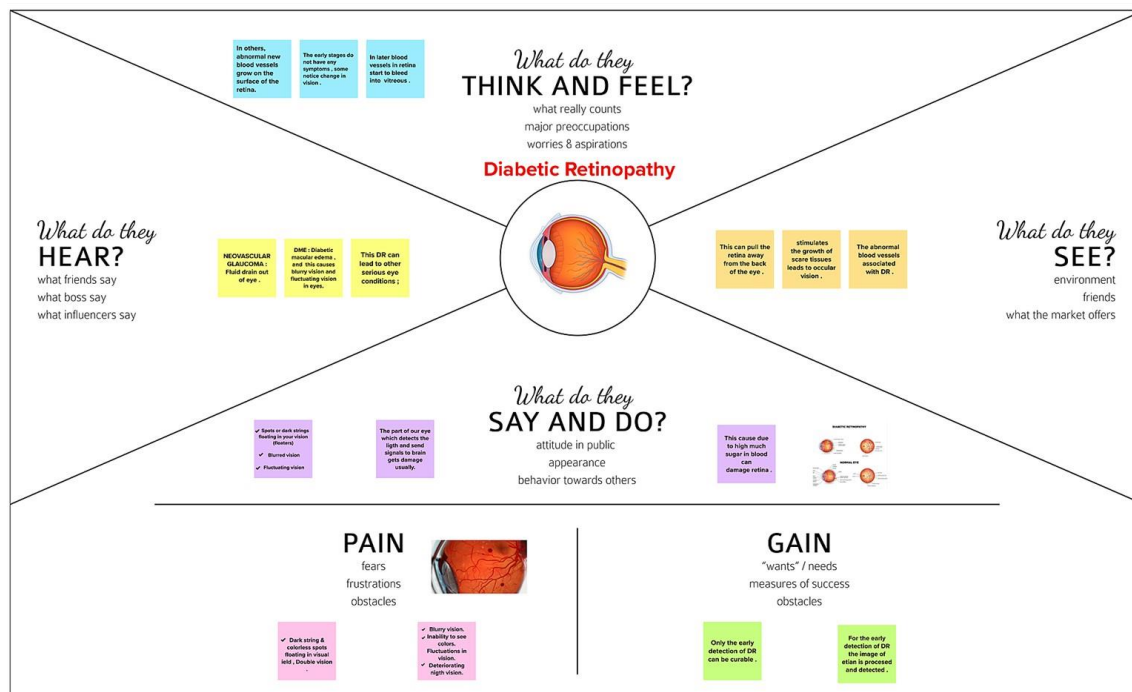 In others,
abnormal new
blood vessels
grow on the
surface of the
retina.
The early stages do
not have any
symptoms , some
notice change in
vision .
In later blood
vessels in retina
start to bleed
into vitreous .
What do they
THINK AND FEEL?
what really counts
major preoccupations
worries & aspirations
Diabetic Retinopathy
What do they
HEAR?
what friends say
what boss say
what influencers say
NEOVASCULAR
GLAUCOMA :
Fluid drain out
of eye .
DME : Diabetic
macular edema ,
and this causes
blurry vision and
fluctuating vision
in eyes.
This DR can
lead to other
serious eye
conditions ;
This can pull the
retina away
from the back
of the eye .
stimulates
the growth of
scare tissues
leads to occular
vision .
The abnormal
blood vessels
associated
with DR .
What do they
SEE?
environment
friends
what the market offers
What do they
SAY AND DO?
attitude in public
appearance
behavior towards others
Spots or dark strings
floating in your vision
(floaters)
Blurred vision
Fluctuating vision
The part of our eye
which detects the
ligth and send
signals to brain
gets damage
usually.
This cause due
to high much
sugar in blood
can
damage retina .
DIABETIC RETINOPATHY
NORMAL EYE
PAIN
fears
frustrations
obstacles
Dark string &
colorless spots
floating in visual
ield , Double vision
.
Blurry vision,
Inability to see
colors.
Fluctuations in
vision.
Deteriorating
nigth vision.
GAIN
"wants" / needs
measures of success
obstacles
Only the early
detection of DR
can be curable .
For the early
detection of DR
the image of
etian is procesed
and detected .